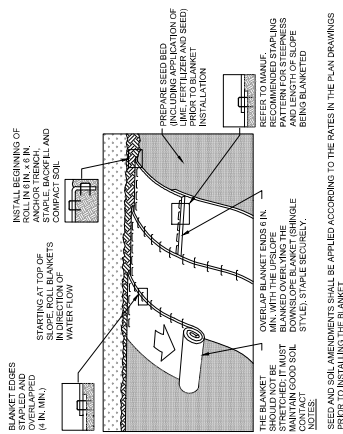 BLANKET EDGES
STAPLED AND
OVERLAPPED
(4 IN. MIN.)
STARTING AT TOP OF
SLOPE, ROLL BLANKETS
IN DIRECTION OF
WATER FLOW
INSTALL BEGINNING OF
ROLL IN 6 IN. x 6 IN.
ANCHOR TRENCH,
STAPLE, BACKFILL AND
COMPACT SOIL
PREPARE SEED BED
(INCLUDING APPLICATION OF
LIME, FERTILIZER AND SEED)
PRIOR TO BLANKET
INSTALLATION
REFER TO MANUF.
RECOMMENDED STAPLING
PATTERN FOR STEEPNESS
AND LENGTH OF SLOPE
BEING BLANKETED
OVERLAP BLANKET ENDS 6 IN.
MIN. WITH THE UPSLOPE
BLANKED OVERLYING THE
DOWNSLOPE BLANKET (SHINGLE
STYLE). STAPLE SECURELY.
THE BLANKET
SHOULD NOT BE
STRETCHED; IT MUST
MAINTAIN GOOD SOIL
CONTACT
NOTES:
SEED AND SOIL AMENDMENTS SHALL BE APPLIED ACCORDING TO THE RATES IN THE PLAN DRAWINGS
PRIOR TO INSTALLING THE BLANKET